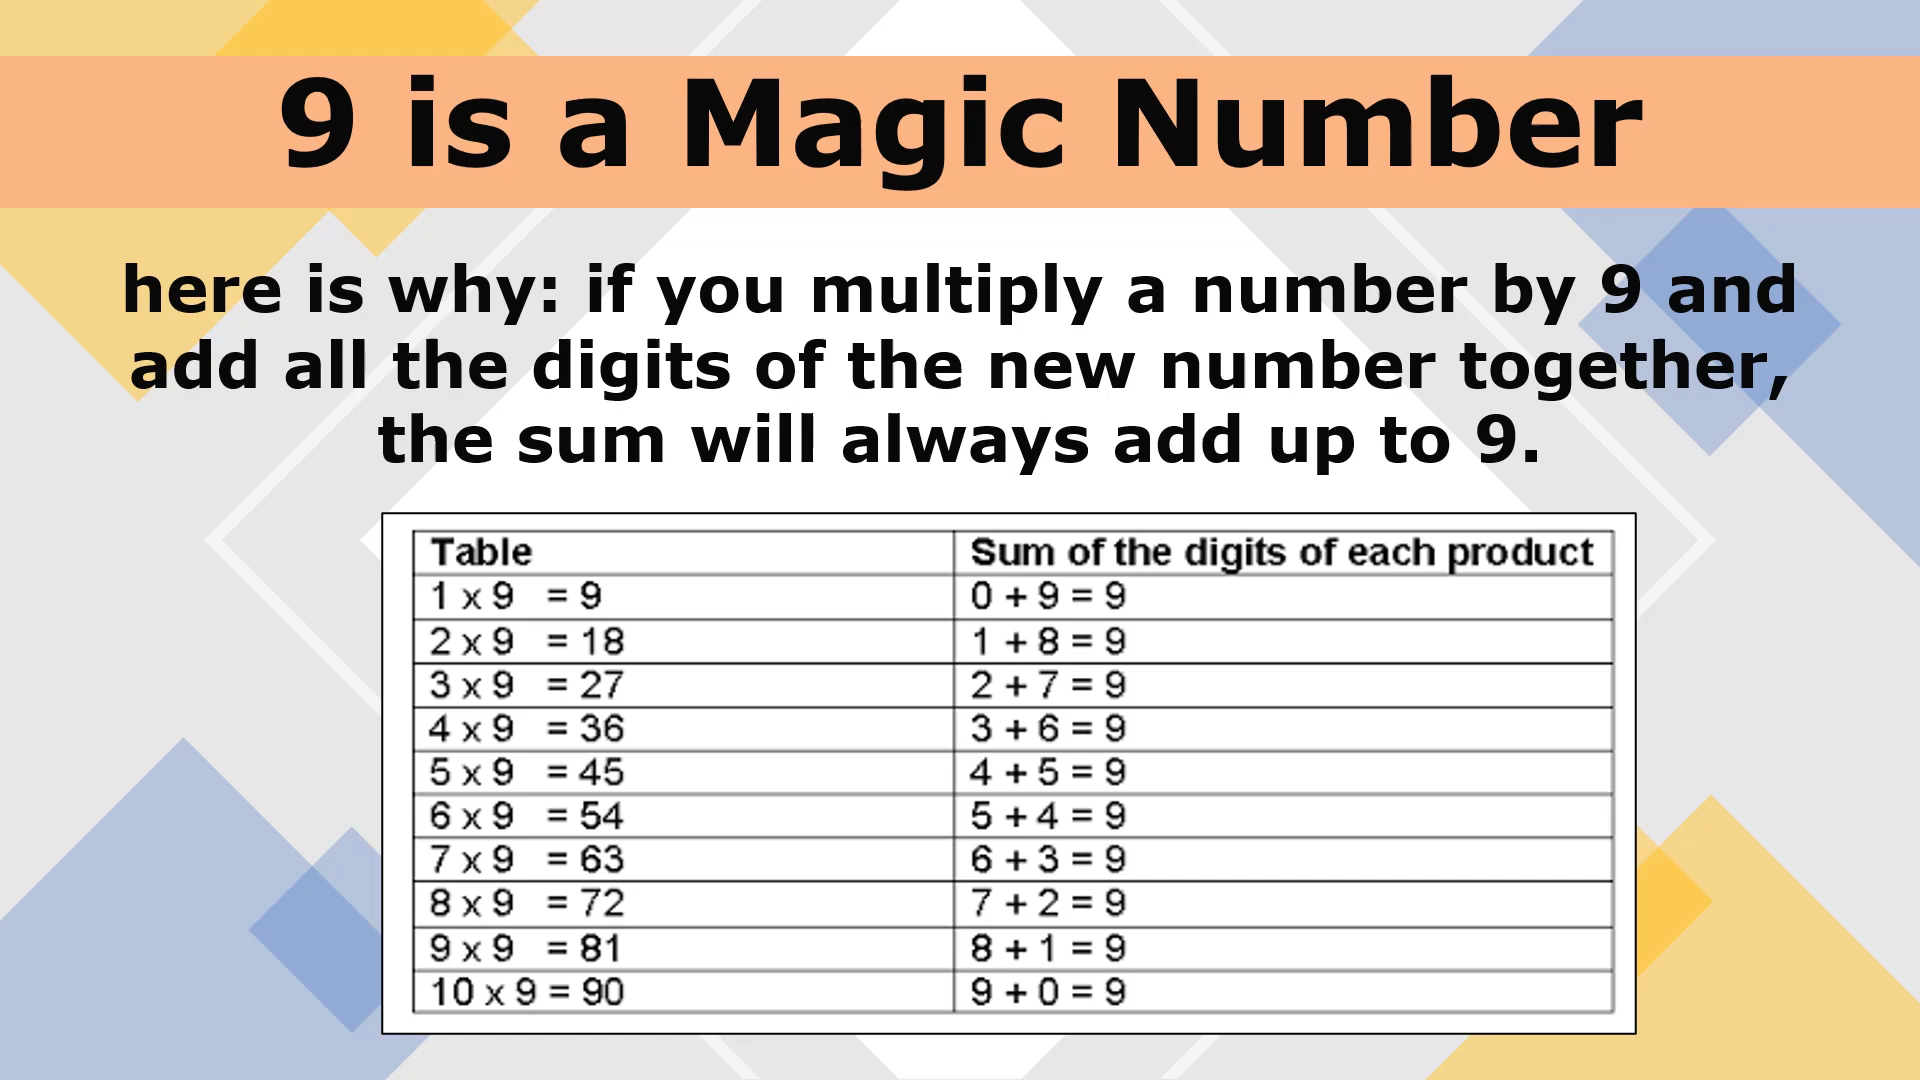 9 is a Magic Number
here is why: if you multiply a number by 9 and
add all the digits of the new number together,
the sum will always add up to 9.
Table Sum of the digits of each product
1 x 9 = 9 0 + 9 = 9
2 x 9 = 18 1 + 8 = 9
3 x 9 = 27 2 + 7 = 9
4 x 9 = 36 3 + 6 = 9
5 x 9 = 45 4 + 5 = 9
6 x 9 = 54 5 + 4 = 9
7 x 9 = 63 6 + 3 = 9
8 x 9 = 72 7 + 2 = 9
9 x 9 = 81 8 + 1 = 9
10 x 9 = 90 9 + 0 = 9